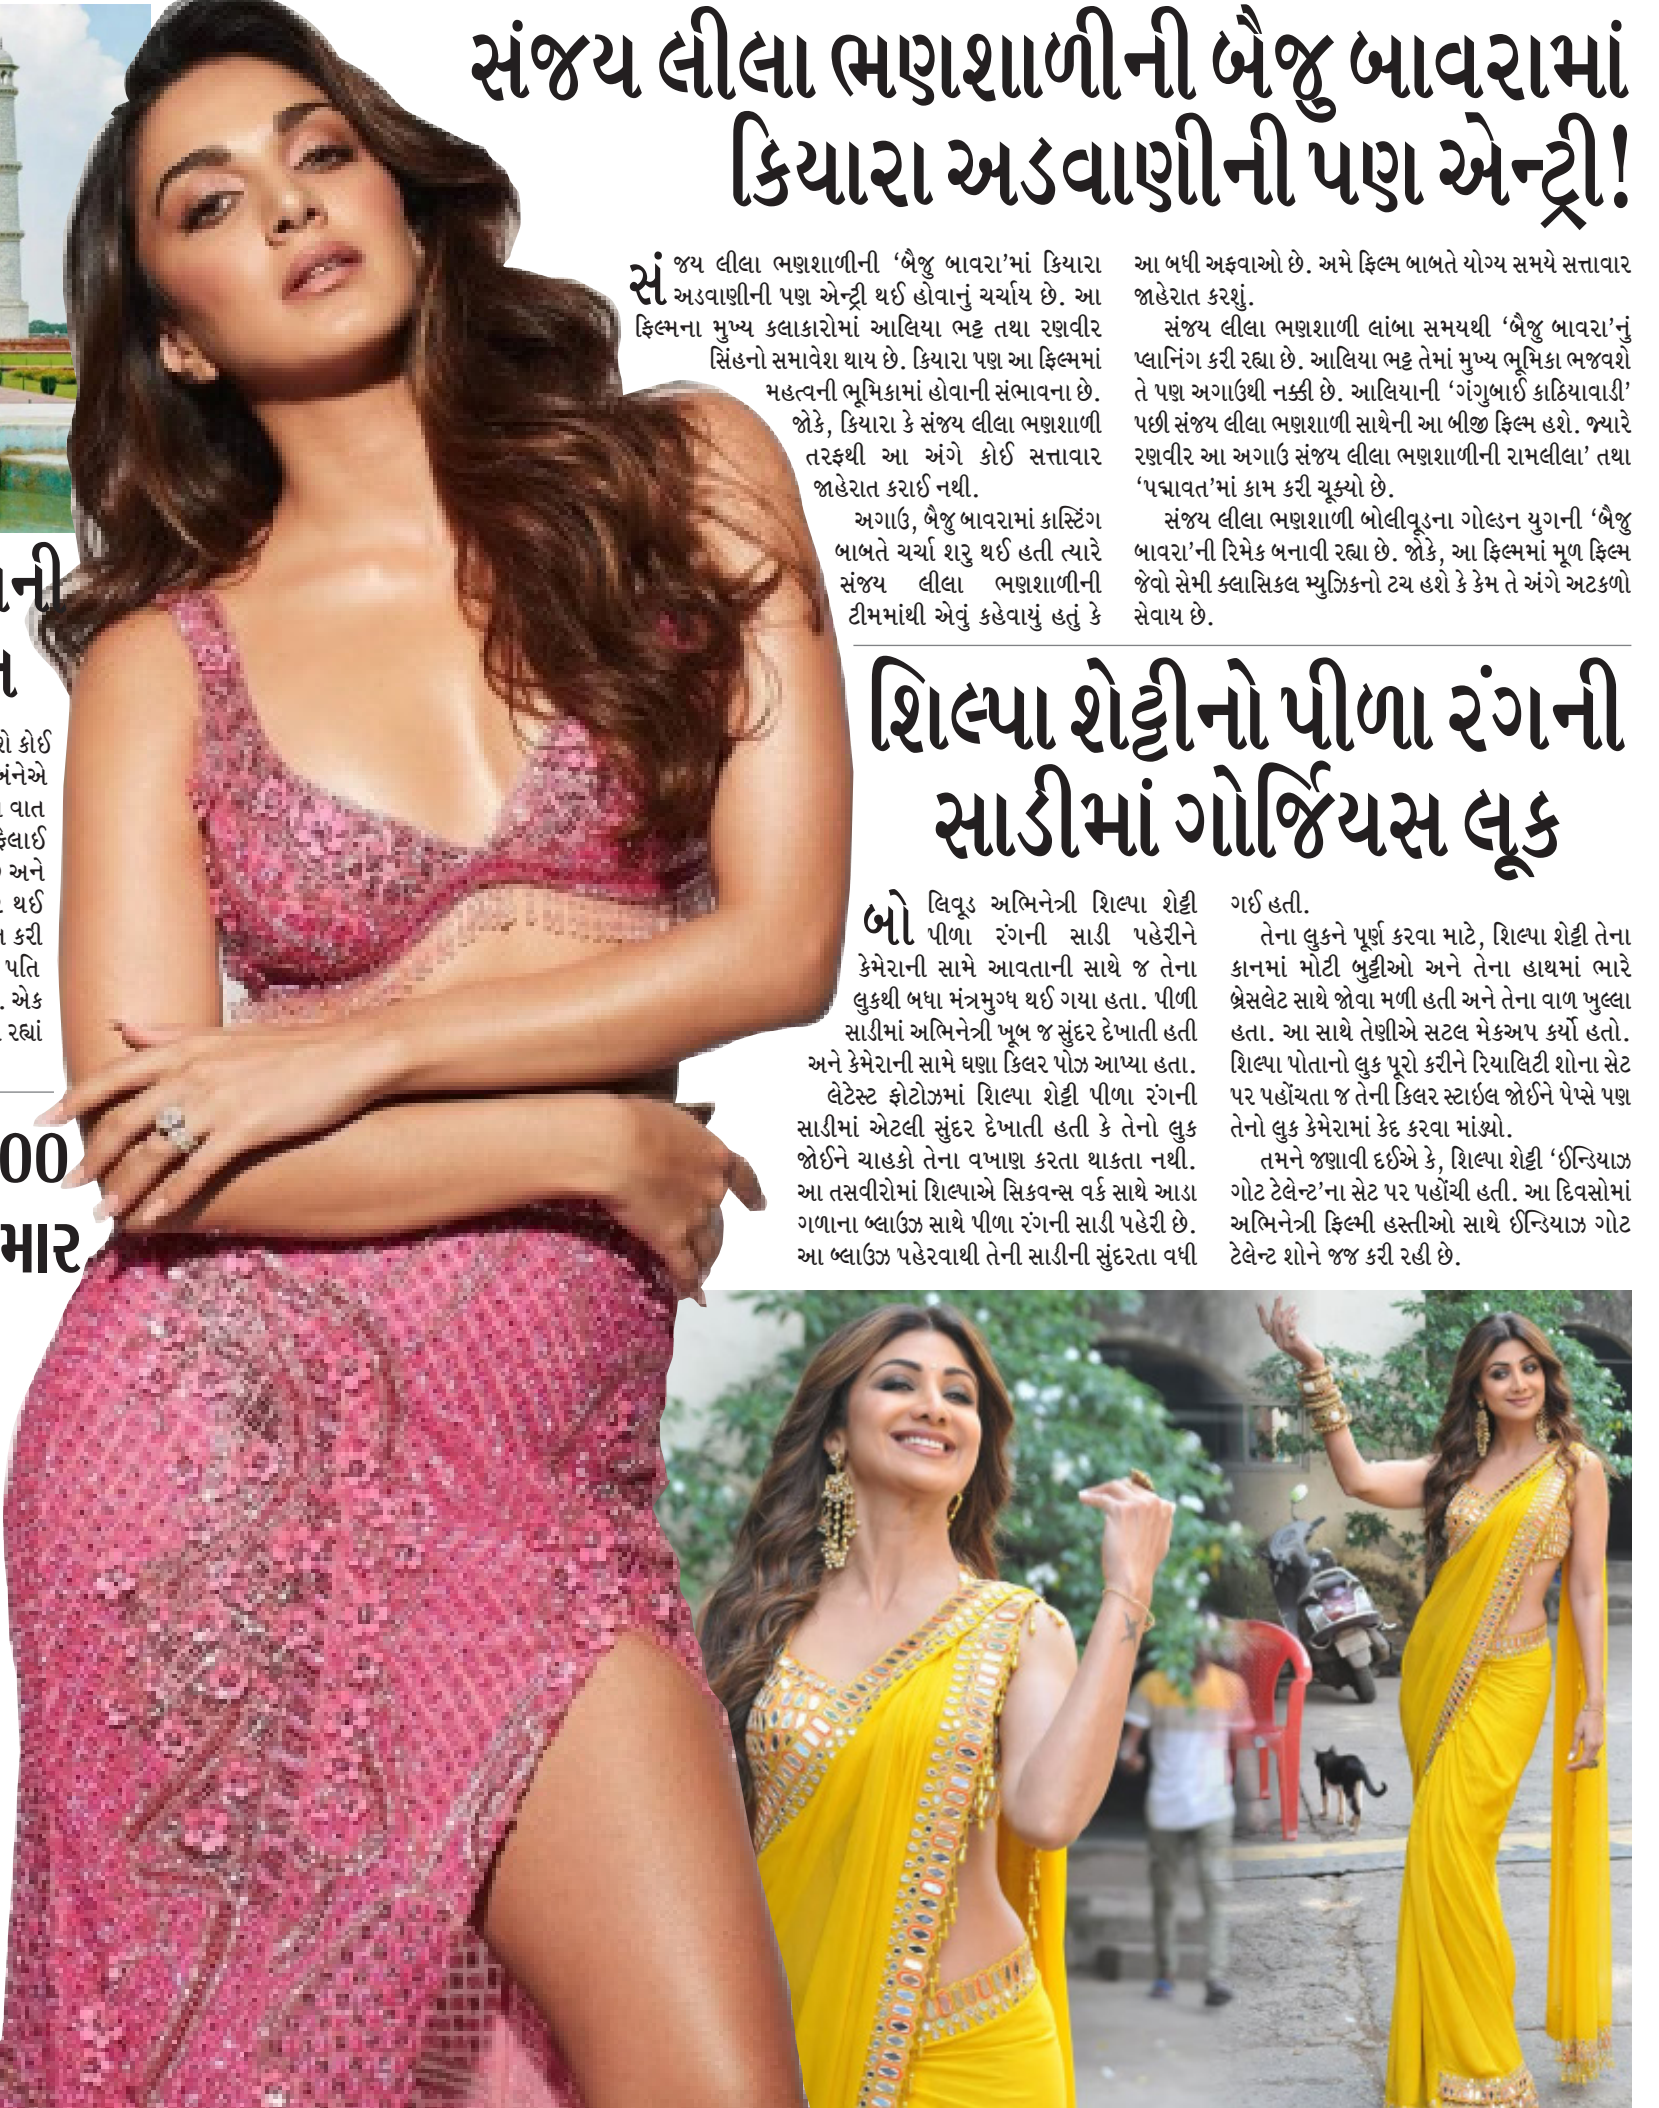 સંજય લીલા ભણશાળીની બૈજુ બાવરામાં
કિયારા અડવાણીની પણ એન્ટ્રી!
સંજય લીલા ભણશાળીની ‘બૈજુ બાવરા’માં કિયારા
અડવાણીની પણ એન્ટ્રી થઈ હોવાનું ચર્ચાય છે. આ
ફિલ્મના મુખ્ય કલાકારોમાં આલિયા ભટ્ટ તથા રણવીર
સિંહનો સમાવેશ થાય છે. કિયારા પણ આ ફિલ્મમાં
મહત્વની ભૂમિકામાં હોવાની સંભાવના છે.
જોકે, કિયારા કે સંજય લીલા ભણશાળી
તરફથી આ અંગે કોઈ સત્તાવાર
જાહેરાત કરાઈ નથી.
અગાઉ, બૈજુ બાવરામાં કાસ્ટિંગ
બાબતે ચર્ચા શરુ થઈ હતી ત્યારે
સંજય લીલા ભણશાળીની
ટીમમાંથી એવું કહેવાયું હતું કે
આ બધી અફવાઓ છે. અમે ફિલ્મ બાબતે યોગ્ય સમયે સત્તાવાર
જાહેરાત કરશું.
સંજય લીલા ભણશાળી લાંબા સમયથી ‘બૈજુ બાવરા’નું
પ્લાનિંગ કરી રહ્યા છે. આલિયા ભટ્ટ તેમાં મુખ્ય ભૂમિકા ભજવશે
તે પણ અગાઉથી નક્કી છે. આલિયાની ‘ગંગુબાઈ કાઠિયાવાડી’
પછી સંજય લીલા ભણશાળી સાથેની આ બીજી ફિલ્મ હશે. જ્યારે
રણવીર આ અગાઉ સંજય લીલા ભણશાળીની રામલીલા’ તથા
‘પદ્માવત’માં કામ કરી ચૂક્યો છે.
સંજય લીલા ભણશાળી બોલીવૂડના ગોલ્ડન યુગની ‘બૈજુ
બાવરા’ની રિમેક બનાવી રહ્યા છે. જોકે, આ ફિલ્મમાં મૂળ ફિલ્મ
જેવો સેમી ક્લાસિકલ મ્યુઝિકનો ટચ હશે કે કેમ તે અંગે અટકળો
સેવાય છે.
શિલ્પા શેટ્ટીનો પીળા રંગની
સાડીમાં ગોર્જિયસ લૂક
બોલિવૂડ અભિનેત્રી શિલ્પા શેટ્ટી
પીળા રંગની સાડી પહેરીને
કેમેરાની સામે આવતાની સાથે જ તેના
લુકથી બધા મંત્રમુગ્ધ થઈ ગયા હતા. પીળી
સાડીમાં અભિનેત્રી ખૂબ જ સુંદર દેખાતી હતી
અને કેમેરાની સામે ઘણા કિલર પોઝ આપ્યા હતા.
લેટેસ્ટ ફોટોઝમાં શિલ્પા શેટ્ટી પીળા રંગની
સાડીમાં એટલી સુંદર દેખાતી હતી કે તેનો લુક
જોઈને ચાહકો તેના વખાણ કરતા થાકતા નથી.
આ તસવીરોમાં શિલ્પાએ સિકવન્સ વર્ક સાથે આડા
ગળાના બ્લાઉઝ સાથે પીળા રંગની સાડી પહેરી છે.
આ બ્લાઉઝ પહેરવાથી તેની સાડીની સુંદરતા વધી
ગઈ હતી.
તેના લુકને પૂર્ણ કરવા માટે, શિલ્પા શેટ્ટી તેના
કાનમાં મોટી બુટ્ટીઓ અને તેના હાથમાં ભારે
બ્રેસલેટ સાથે જોવા મળી હતી અને તેના વાળ ખુલ્લા
હતા. આ સાથે તેણીએ સટલ મેકઅપ કર્યો હતો.
શિલ્પા પોતાનો લુક પૂરો કરીને રિયાલિટી શોના સેટ
પર પહોંચતા જ તેની કિલર સ્ટાઇલ જોઈને પેપ્સે પણ
તેનો લુક કેમેરામાં કેદ કરવા માંડ્યો.
તમને જણાવી દઈએ કે, શિલ્પા શેટ્ટી ‘ઈન્ડિયાઝ
ગોટ ટેલેન્ટ’ના સેટ પર પહોંચી હતી. આ દિવસોમાં
અભિનેત્રી ફિલ્મી હસ્તીઓ સાથે ઈન્ડિયાઝ ગોટ
ટેલેન્ટ શોને જજ કરી રહી છે.
કોઈ
વાત
અને
થઈ
કરી
પતિ
. એક
રહ્યાં
00
માર